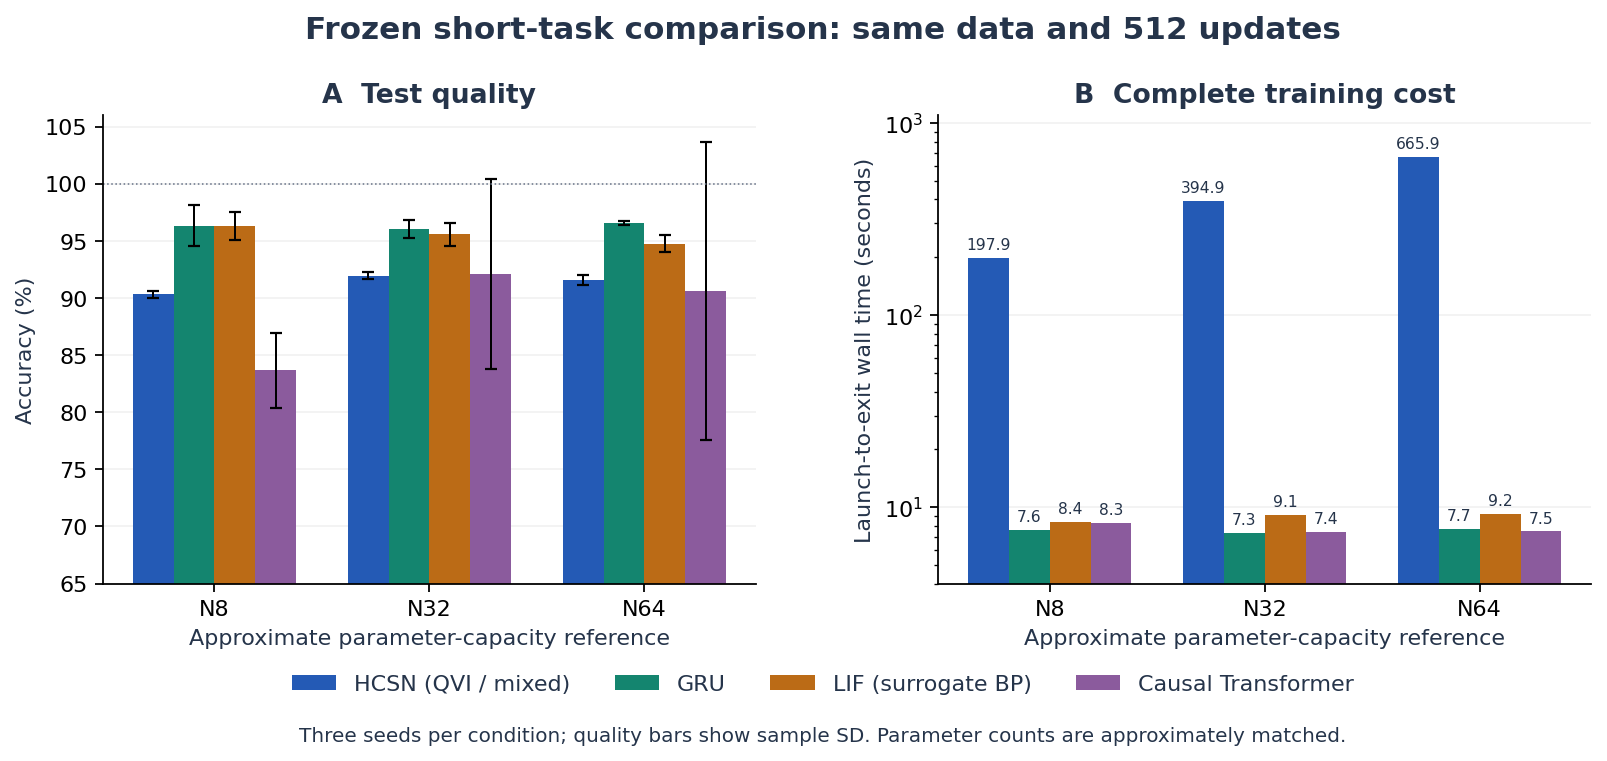 Frozen short-task comparison: same data and 512 updates
A Test quality
Accuracy (%)
105
100
95
90
85
80
75
70
65
N8
N32
N64
Approximate parameter-capacity reference
B Complete training cost
Launch-to-exit wall time (seconds)
10³
10²
10¹
197.9
7.6
8.4
8.3
394.9
7.3
9.1
7.4
665.9
7.7
9.2
7.5
N8
N32
N64
Approximate parameter-capacity reference
HCSN (QVI / mixed)
GRU
LIF (surrogate BP)
Causal Transformer
Three seeds per condition; quality bars show sample SD. Parameter counts are approximately matched.